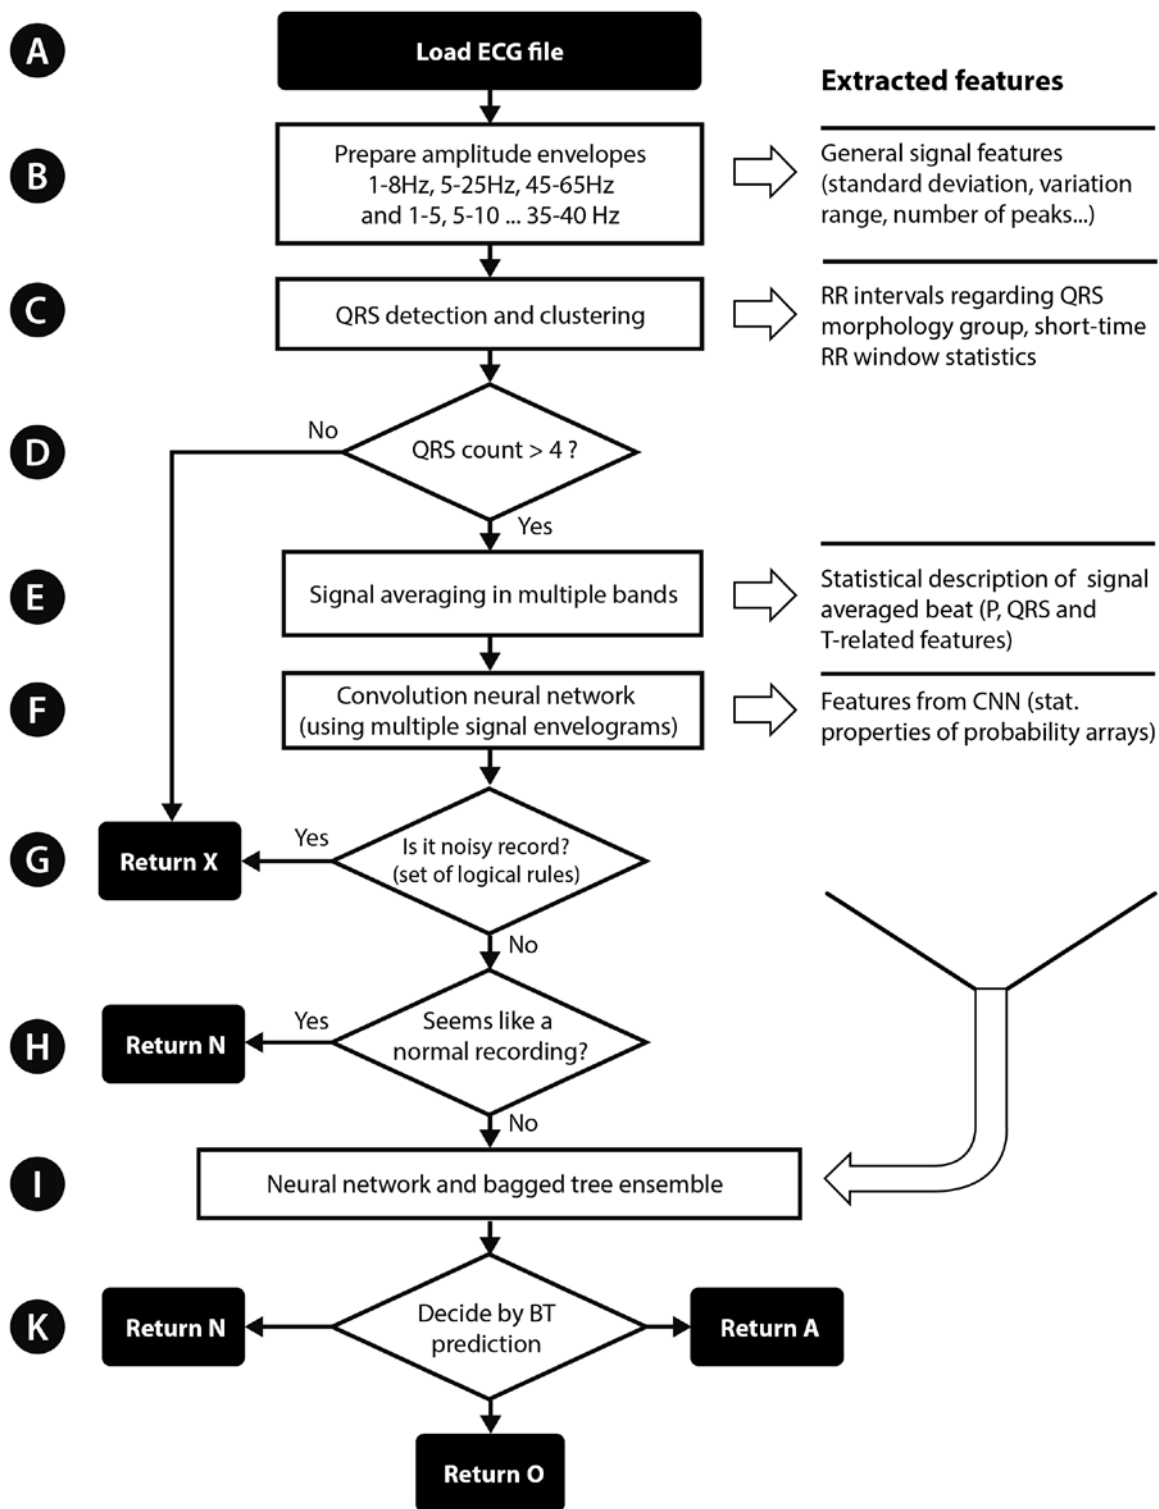 A
Load ECG file
Extracted features
B
Prepare amplitude envelopes
1-8Hz, 5-25Hz, 45-65Hz
and 1-5, 5-10 ... 35-40 Hz
General signal features
(standard deviation, variation
range, number of peaks...)
C
QRS detection and clustering
RR intervals regarding QRS
morphology group, short-time
RR window statistics
D
No
QRS count > 4 ?
Yes
E
Signal averaging in multiple bands
Statistical description of signal
averaged beat (P, QRS and
T-related features)
F
Convolution neural network
(using multiple signal envelograms)
Features from CNN (stat.
properties of probability arrays)
G
Return X
Yes
Is it noisy record?
(set of logical rules)
No
H
Return N
Yes
Seems like a
normal recording?
No
I
Neural network and bagged tree ensemble
K
Return N
Decide by BT
prediction
Return A
Return O